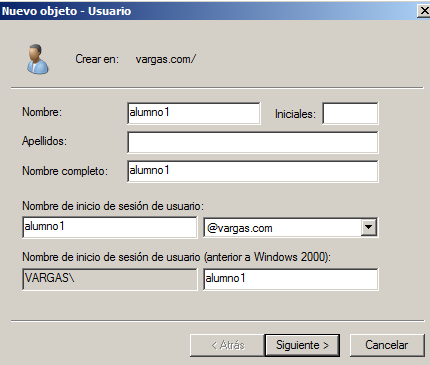 Nuevo objeto - Usuario
Crear en: vargas.com/
Nombre: alumno1 Iniciales:
Apellidos:
Nombre completo: alumno1
Nombre de inicio de sesión de usuario:
alumno1 @vargas.com
Nombre de inicio de sesión de usuario (anterior a Windows 2000):
VARGAS\ alumno1
< Atrás Siguiente > Cancelar